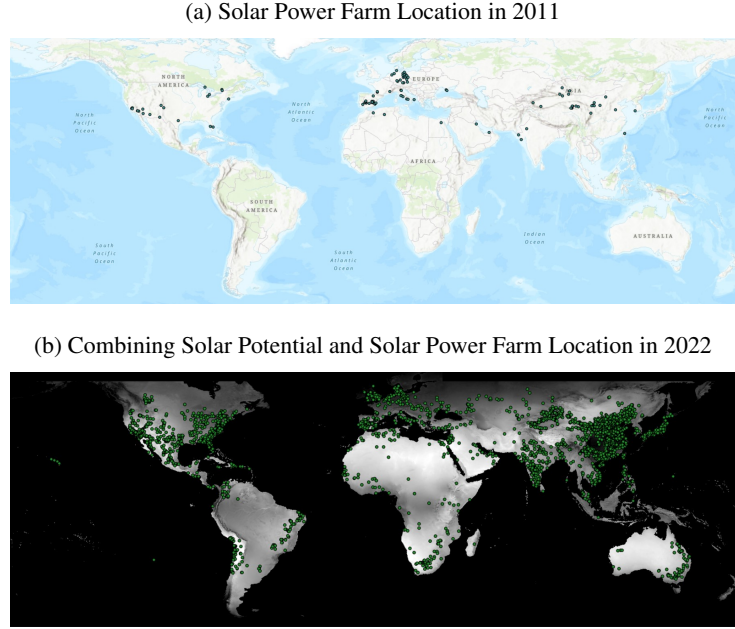 (a) Solar Power Farm Location in 2011
NORTH
AMERICA
EUROPE
North
Pacific
Ocean
North
Atlantic
Ocean
North
Pacific
Ocean
AFRICA
SOUTH
AMERICA
South
Pacific
Ocean
South
Atlantic
Ocean
Indian
Ocean
AUSTRALIA
(b) Combining Solar Potential and Solar Power Farm Location in 2022